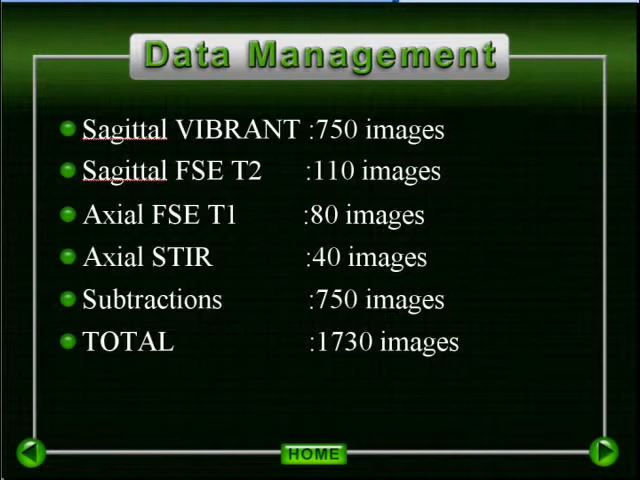 Data Management
Sagittal VIBRANT :750 images
Sagittal FSE T2 :110 images
Axial FSE T1 :80 images
Axial STIR :40 images
Subtractions :750 images
TOTAL :1730 images
HOME